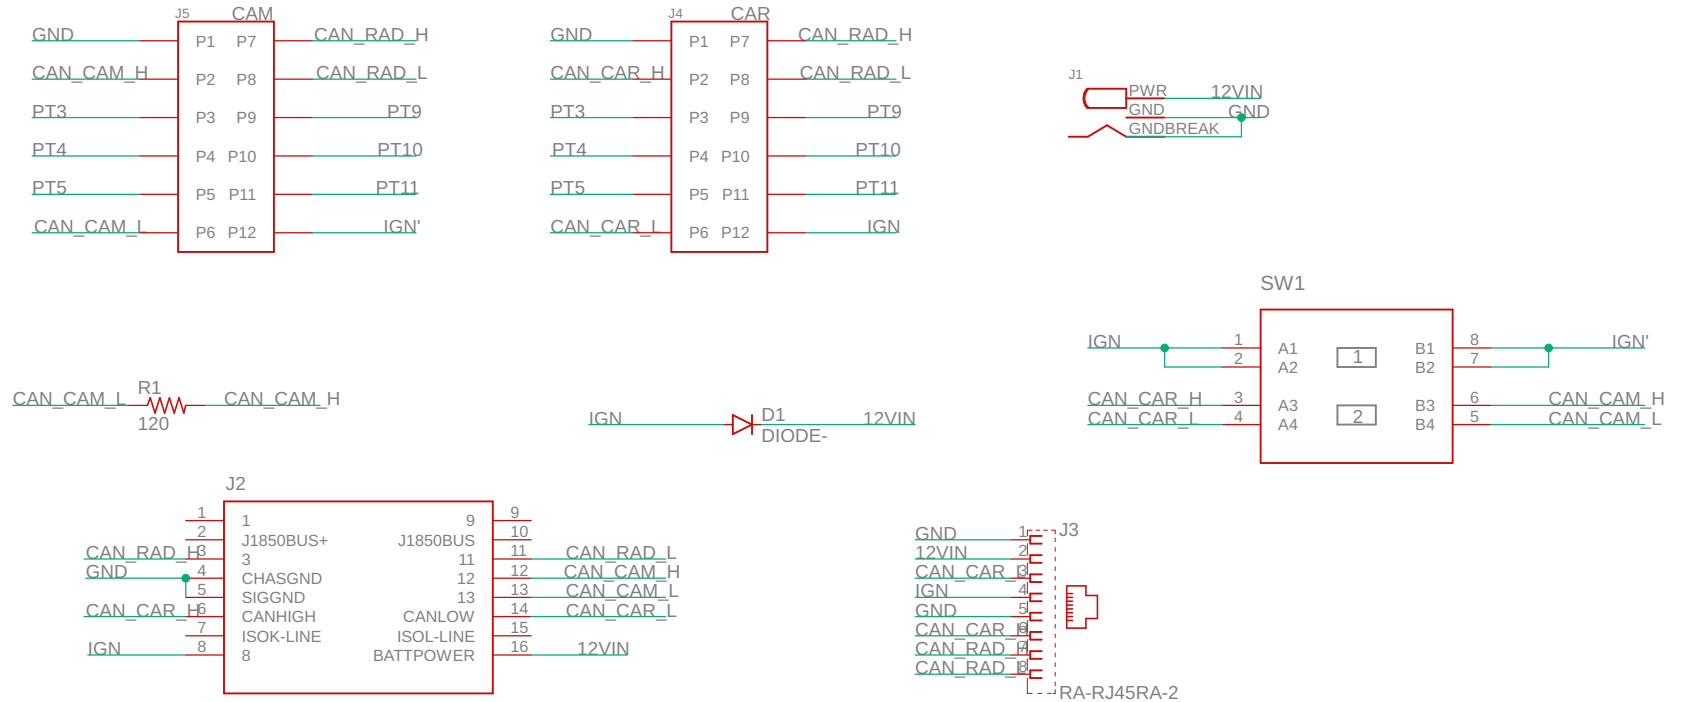 J5 CAM
GND P1 P7 CAN_RAD_H
CAN_CAM_H P2 P8 CAN_RAD_L
PT3 P3 P9 PT9
PT4 P4 P10 PT10
PT5 P5 P11 PT11
CAN_CAM_L P6 P12 IGN'
J4 CAR
GND P1 P7 CAN_RAD_H
CAN_CAR_H P2 P8 CAN_RAD_L
PT3 P3 P9 PT9
PT4 P4 P10 PT10
PT5 P5 P11 PT11
CAN_CAR_L P6 P12 IGN
J1
PWR 12VIN
GND GND
GNDBREAK
SW1
IGN 1 A1 1 B1 8 IGN'
2 A2 B2 7
CAN_CAR_H 3 A3 2 B3 6 CAN_CAM_H
CAN_CAR_L 4 A4 B4 5 CAN_CAM_L
R1
CAN_CAM_L CAN_CAM_H
120
IGN D1 12VIN
DIODE-
J2
1 1 9 9
2 J1850BUS+ J1850BUS 10
CAN_RAD_H 3 3 11 11 CAN_RAD_L
GND 4 CHASGND 12 12 CAN_CAM_H
5 SIGGND 13 13 CAN_CAM_L
CAN_CAR_H 6 CANHIGH CANLOW 14 CAN_CAR_L
7 ISOK-LINE ISOL-LINE 15
IGN 8 8 BATTPOWER 16 12VIN
J3
GND 1
12VIN 2
CAN_CAR_L 3
IGN 4
GND 5
CAN_CAR_H 6
CAN_RAD_H 7
CAN_RAD_L 8
RA-RJ45RA-2